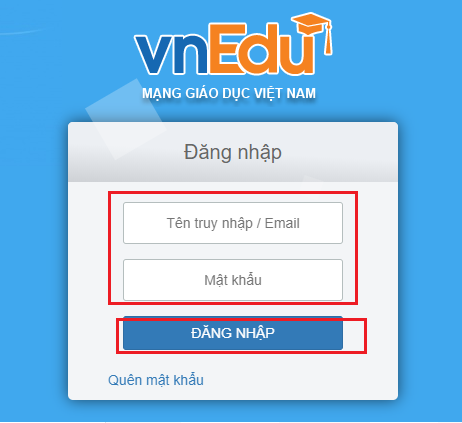 vnEdu
MẠNG GIÁO DỤC VIỆT NAM
Đăng nhập
Tên truy nhập / Email
Mật khẩu
ĐĂNG NHẬP
Quên mật khẩu